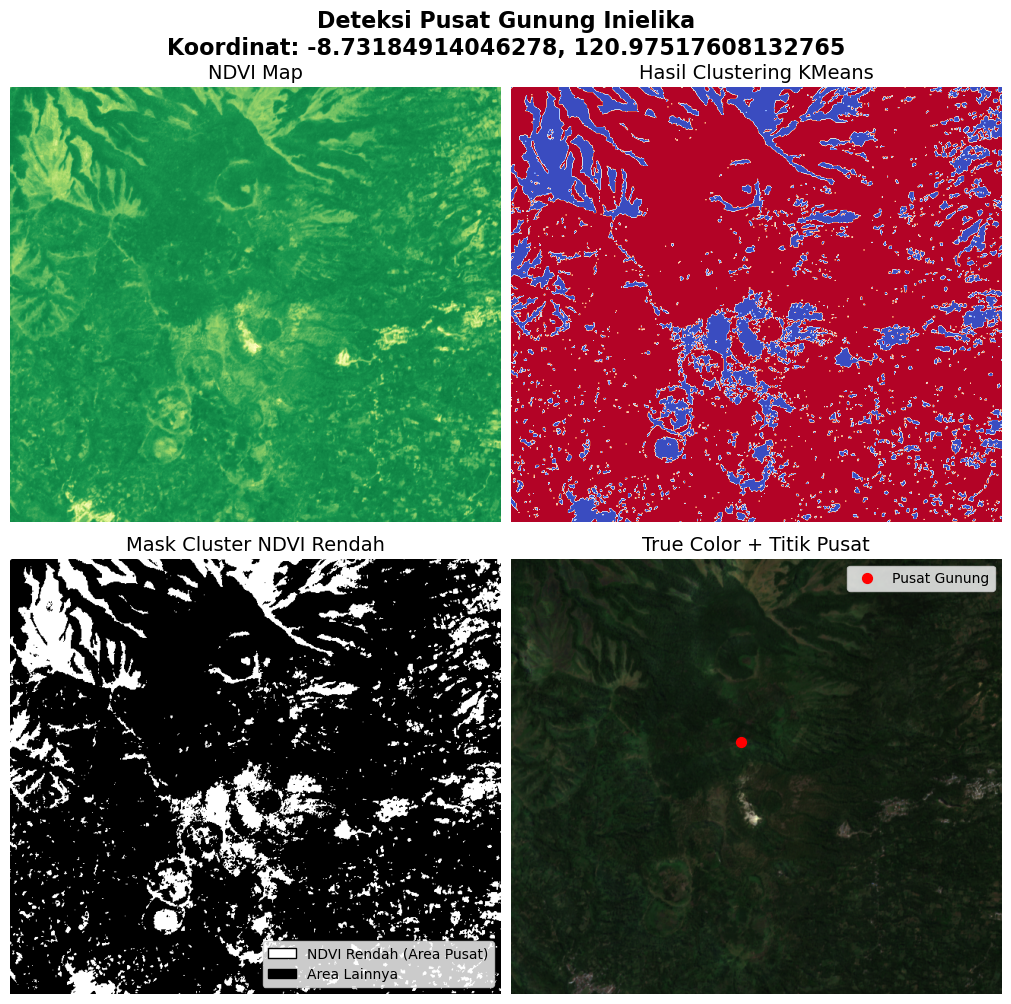 Deteksi Pusat Gunung Inielika
Koordinat: -8.73184914046278, 120.97517608132765
NDVI Map
Hasil Clustering KMeans
Mask Cluster NDVI Rendah
True Color + Titik Pusat
Pusat Gunung
NDVI Rendah (Area Pusat)
Area Lainnya